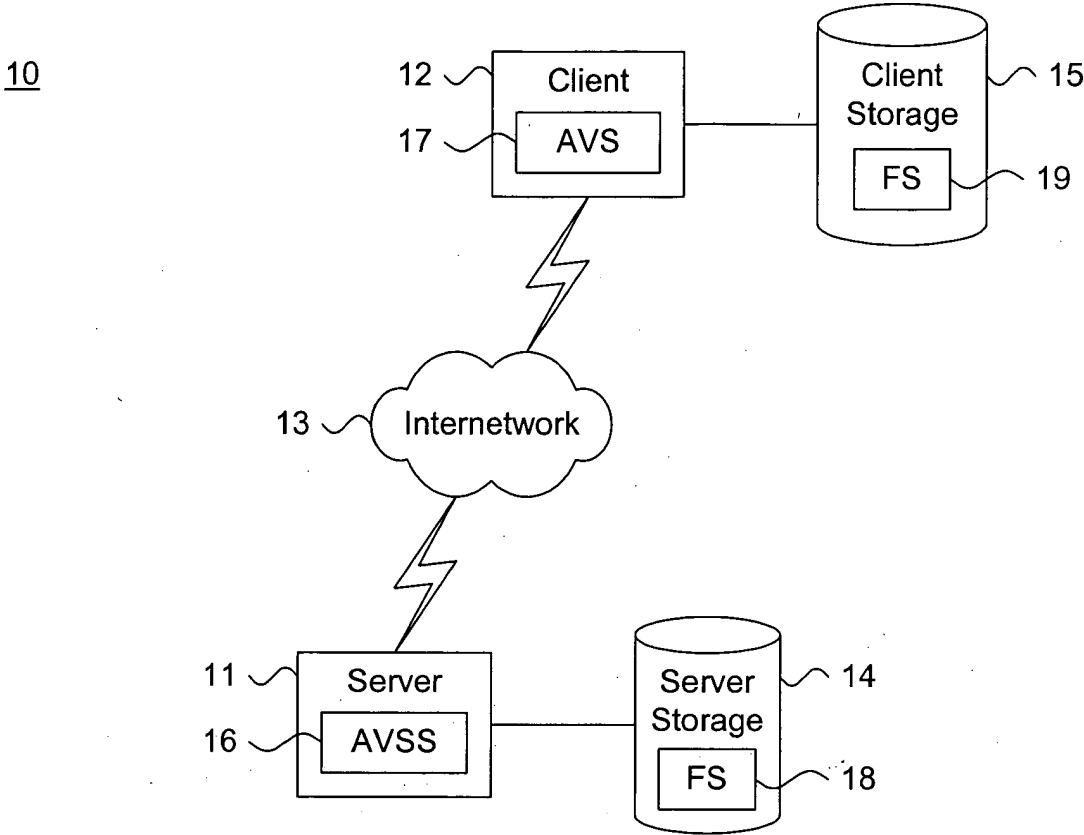 10
12
Client
17
AVS
Client
Storage
15
FS
19
13
Internetwork
11
Server
16
AVSS
Server
Storage
14
FS
18